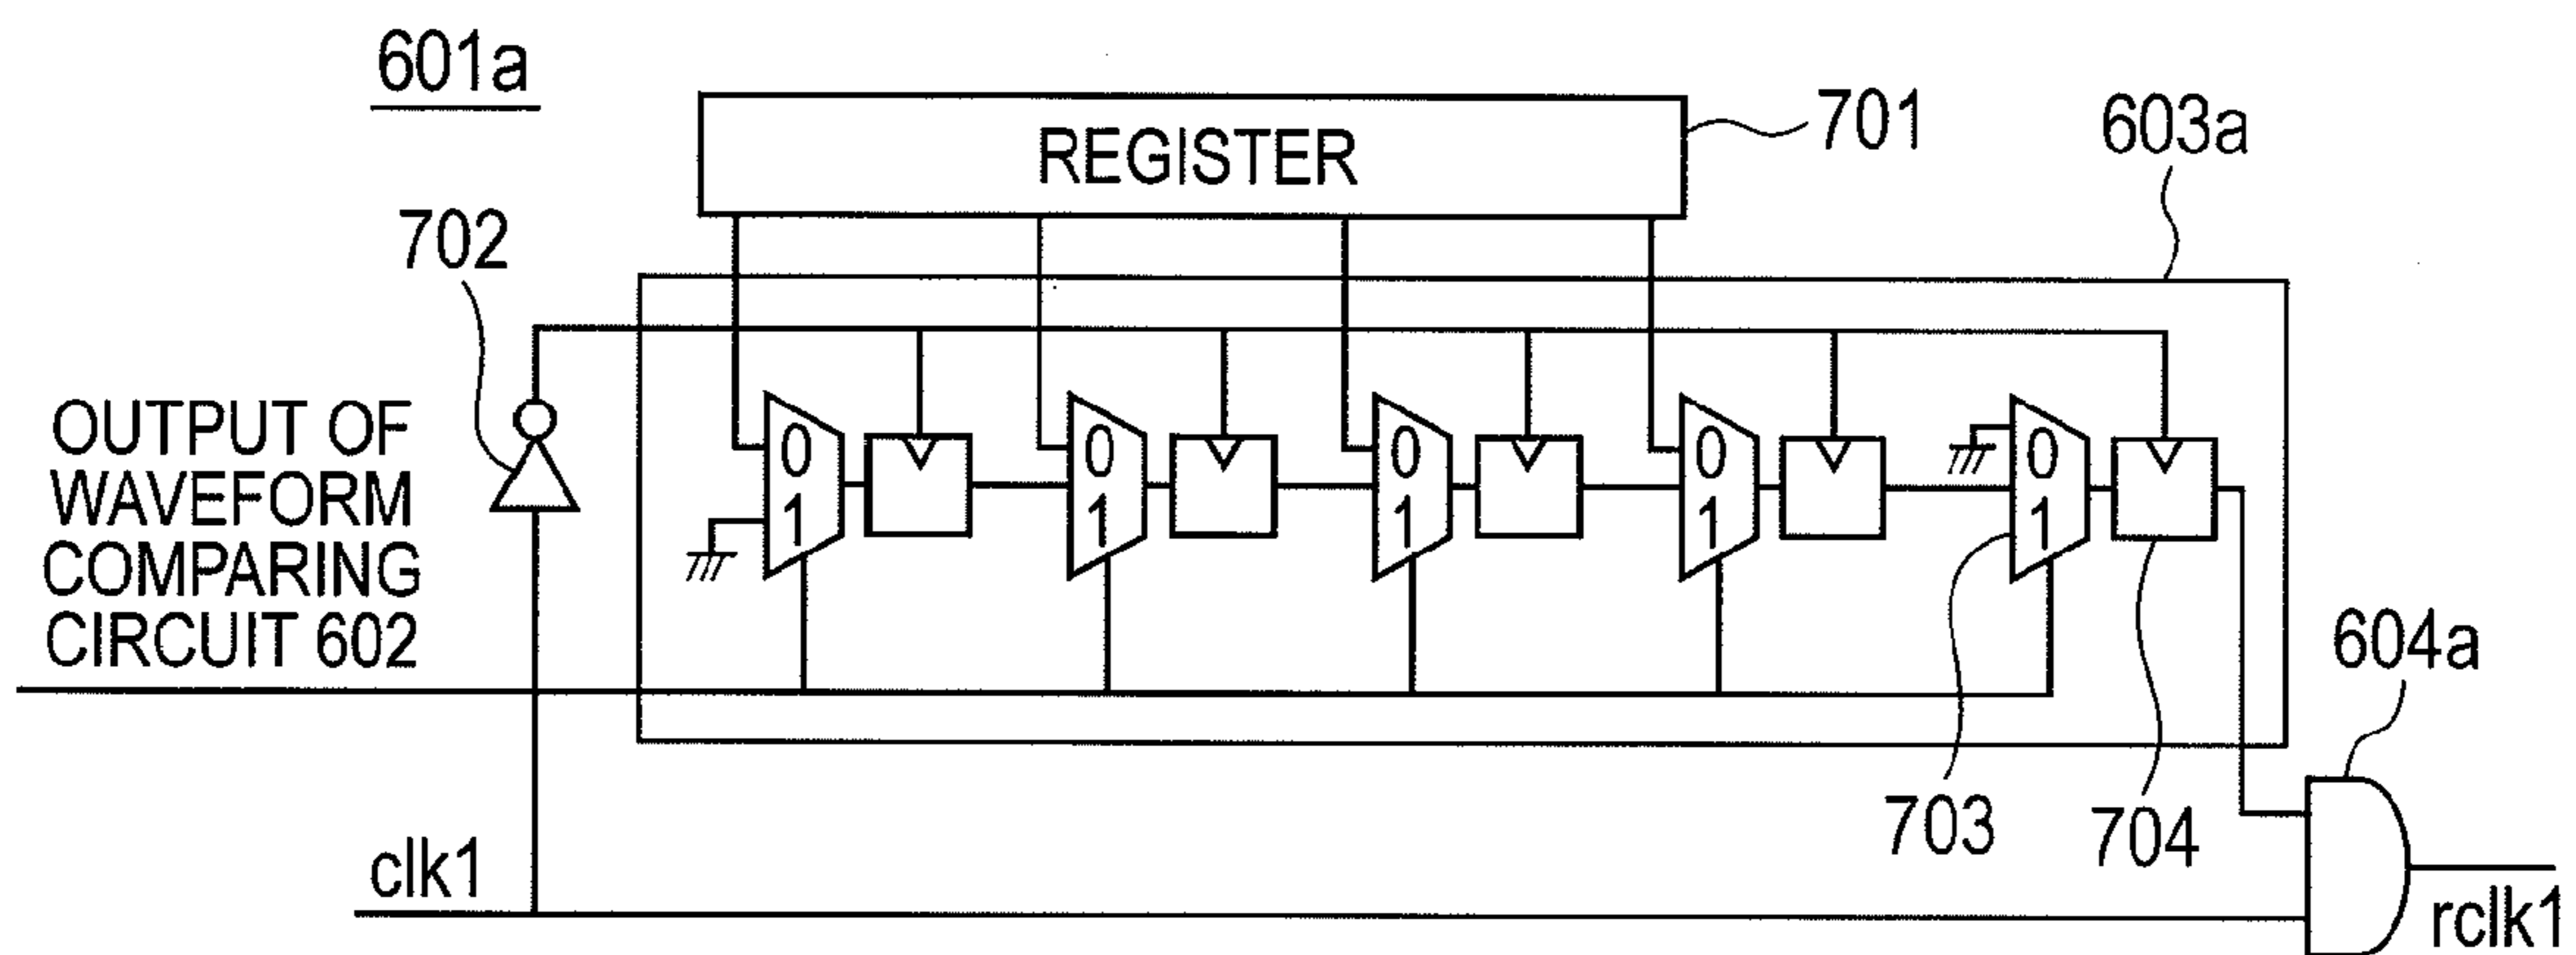 601a
REGISTER
701
603a
702
OUTPUT OF
WAVEFORM
COMPARING
CIRCUIT 602
0
1
0
1
0
1
0
1
0
1
604a
703
704
clk1
rclk1